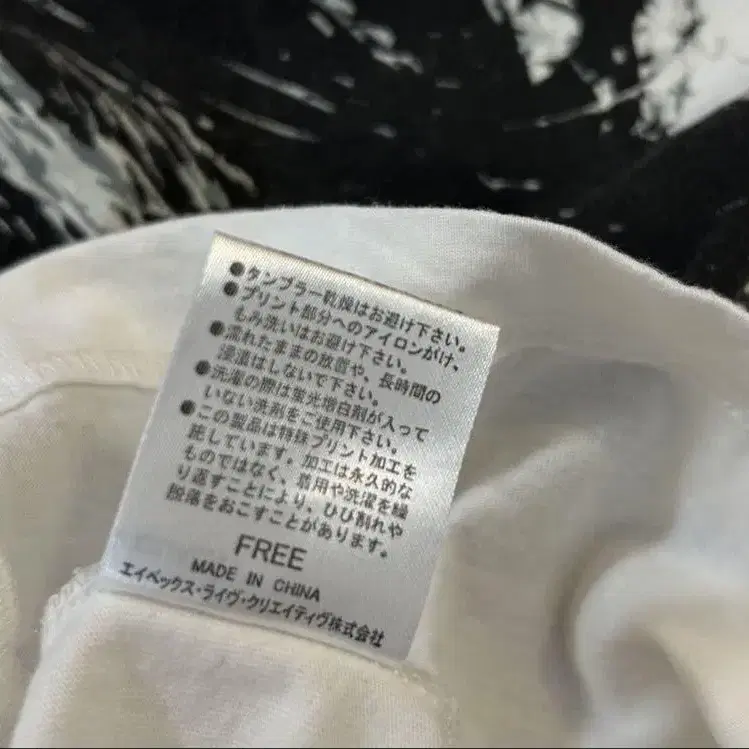 ●タンブラー乾燥はお避け下さい。
●プリント部分へのアイロンがけ、
もみ洗いはお避け下さい。
●濡れたままの放置や、長時間の
浸漬はしないで下さい。
●洗濯の際は蛍光増白剤が入って
いない洗剤をご使用下さい。
●この製品は特殊プリント加工を
施しています。加工は永久的な
ものではなく、着用や洗濯を繰
り返すことにより、ひび割れや
脱落をおこすことがあります。
FREE
MADE IN CHINA
エイベックス・ライヴ・クリエイティヴ株式会社